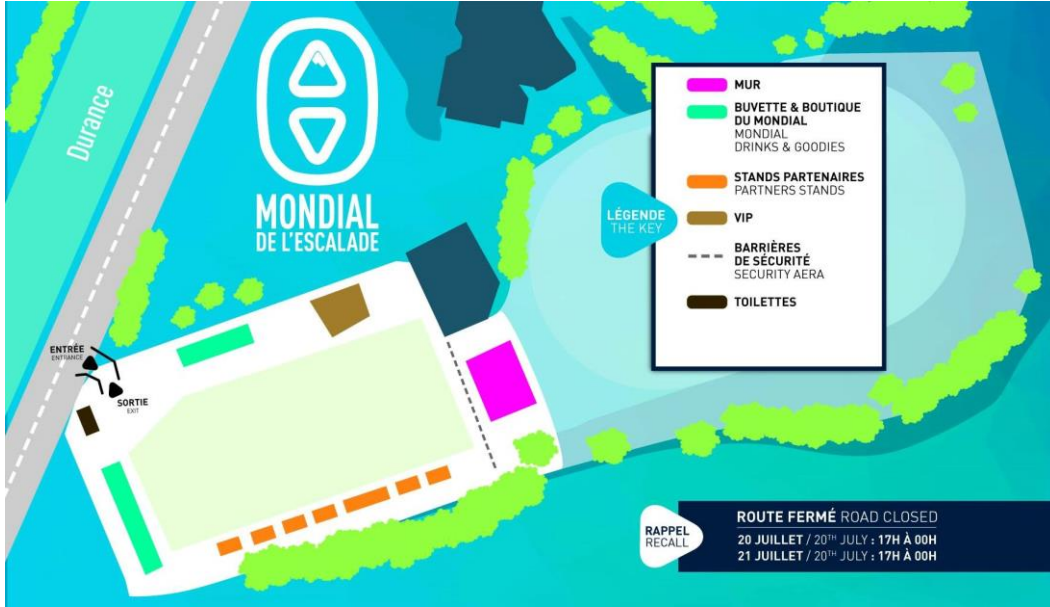 Durance
MONDIAL
DE L'ESCALADE
ENTRÉE
ENTRANCE
SORTIE
EXIT
LÉGENDE
THE KEY
MUR
BUVETTE & BOUTIQUE
DU MONDIAL
MONDIAL
DRINKS & GOODIES
STANDS PARTENAIRES
PARTNERS STANDS
VIP
BARRIÈRES
DE SÉCURITÉ
SECURITY AERA
TOILETTES
RAPPEL
RECALL
ROUTE FERMÉ ROAD CLOSED
20 JUILLET / 20TH JULY : 17H À 00H
21 JUILLET / 20TH JULY : 17H À 00H